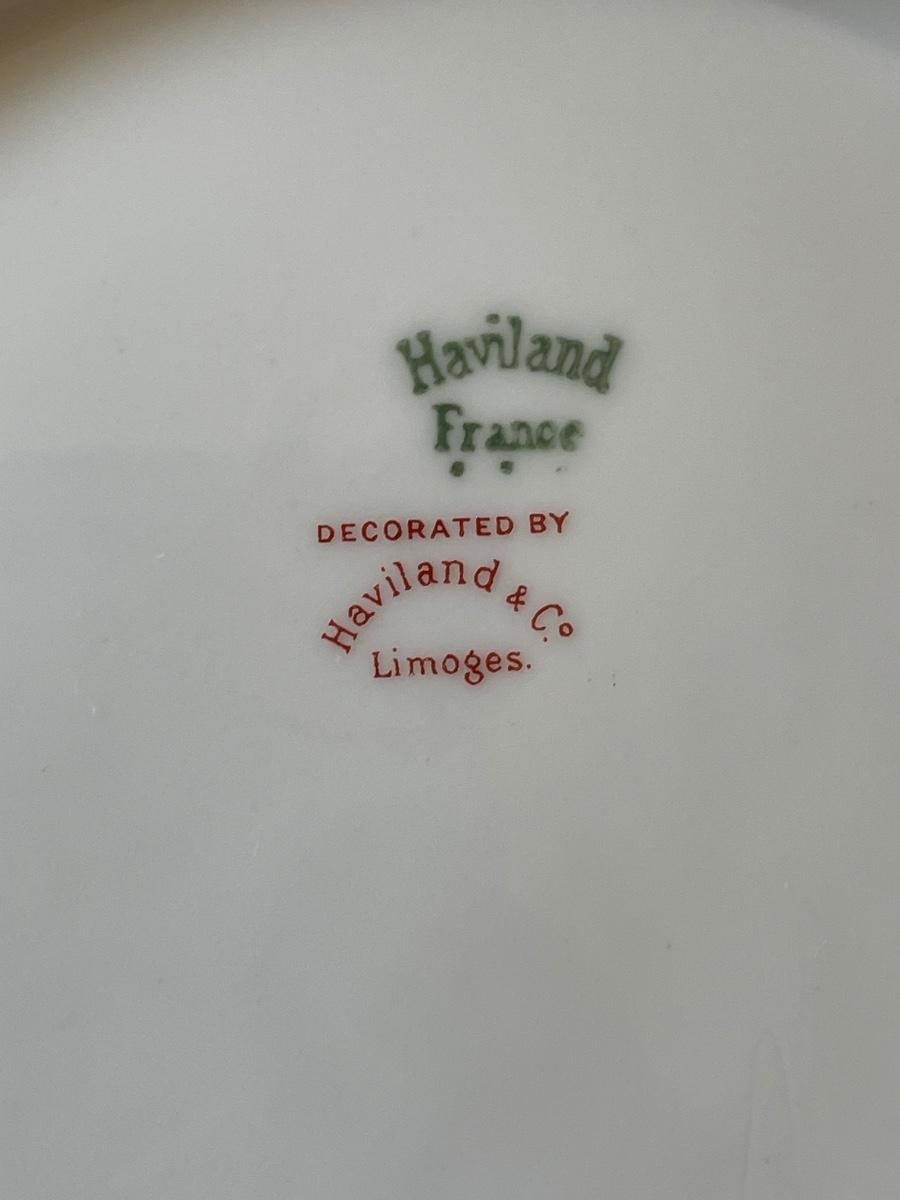 Haviland
France
DECORATED BY
Haviland & Co.
Limoges.